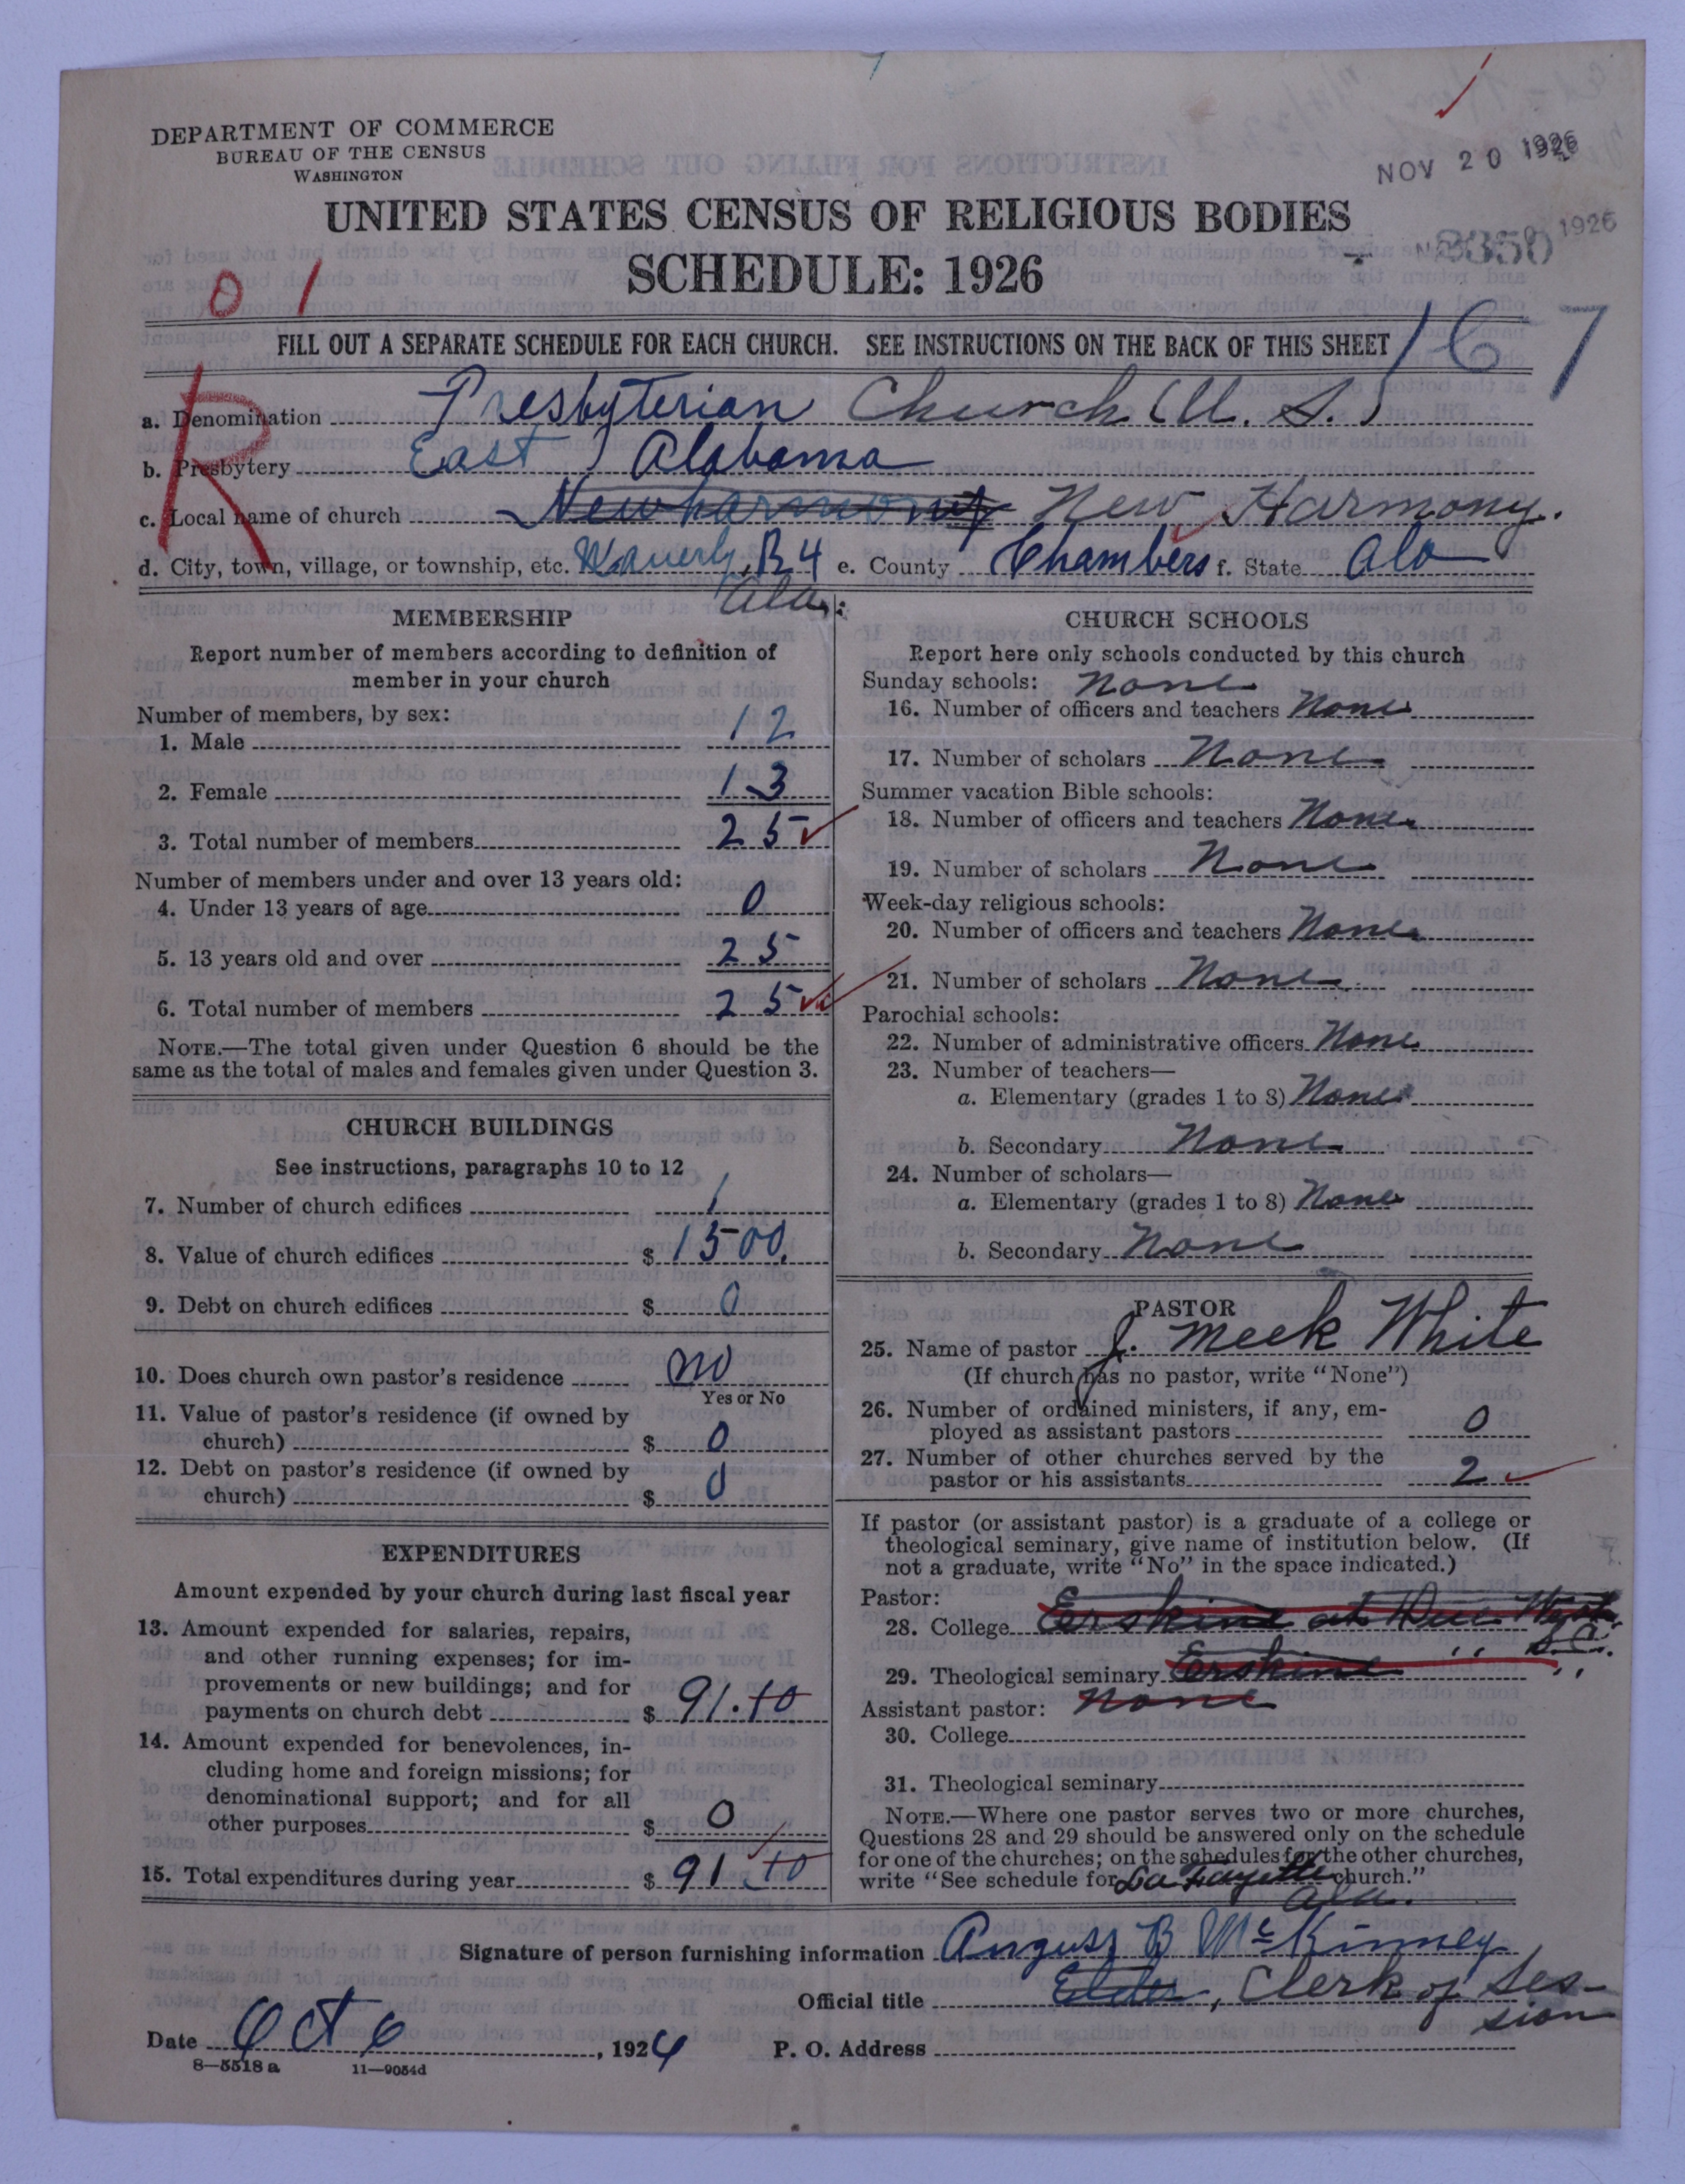 DEPARTMENT OF COMMERCE
BUREAU OF THE CENSUS
WASHINGTON
NOV 20 1926
UNITED STATES CENSUS OF RELIGIOUS BODIES
SCHEDULE: 1926
3350
1926
01
FILL OUT A SEPARATE SCHEDULE FOR EACH CHURCH. SEE INSTRUCTIONS ON THE BACK OF THIS SHEET
167
R
a. Denomination Presbyterian Church (U. S.)
b. Presbytery East Alabama
c. Local name of church Newharmony New Harmony.
d. City, town, village, or township, etc. Waverly, R 4 e. County Chambers f. State Ala
Ala.
MEMBERSHIP
Report number of members according to definition of
member in your church
Number of members, by sex:
1. Male 12
2. Female 13
3. Total number of members 25
Number of members under and over 13 years old:
4. Under 13 years of age 0
5. 13 years old and over 25
6. Total number of members 25
NOTE.—The total given under Question 6 should be the
same as the total of males and females given under Question 3.
CHURCH BUILDINGS
See instructions, paragraphs 10 to 12
7. Number of church edifices 1
8. Value of church edifices $ 1500.
9. Debt on church edifices $ 0
10. Does church own pastor's residence no
Yes or No
11. Value of pastor's residence (if owned by
church) $ 0
12. Debt on pastor's residence (if owned by
church) $ 0
EXPENDITURES
Amount expended by your church during last fiscal year
13. Amount expended for salaries, repairs,
and other running expenses; for im-
provements or new buildings; and for
payments on church debt $ 91.10
14. Amount expended for benevolences, in-
cluding home and foreign missions; for
denominational support; and for all
other purposes $ 0
15. Total expenditures during year $ 91.10
CHURCH SCHOOLS
Report here only schools conducted by this church
Sunday schools: None
16. Number of officers and teachers None
17. Number of scholars None
Summer vacation Bible schools:
18. Number of officers and teachers None
19. Number of scholars None
Week-day religious schools:
20. Number of officers and teachers None
21. Number of scholars None
Parochial schools:
22. Number of administrative officers None
23. Number of teachers—
a. Elementary (grades 1 to 8) None
b. Secondary None
24. Number of scholars—
a. Elementary (grades 1 to 8) None
b. Secondary None
PASTOR
25. Name of pastor J. Meek White
(If church has no pastor, write "None")
26. Number of ordained ministers, if any, em-
ployed as assistant pastors 0
27. Number of other churches served by the
pastor or his assistants 2
If pastor (or assistant pastor) is a graduate of a college or
theological seminary, give name of institution below. (If
not a graduate, write "No" in the space indicated.)
Pastor:
28. College Erskine at Due West
S.C.
29. Theological seminary Erskine " "
Assistant pastor: None
30. College
31. Theological seminary
NOTE.—Where one pastor serves two or more churches,
Questions 28 and 29 should be answered only on the schedule
for one of the churches; on the schedules for the other churches,
write "See schedule for La Fayette church."
Ala.
Signature of person furnishing information Anguss B McKinney
Official title Elder, Clerk of Ses-
sion
Date Oct 6, 1926 P. O. Address
8—5518 a 11—9054d